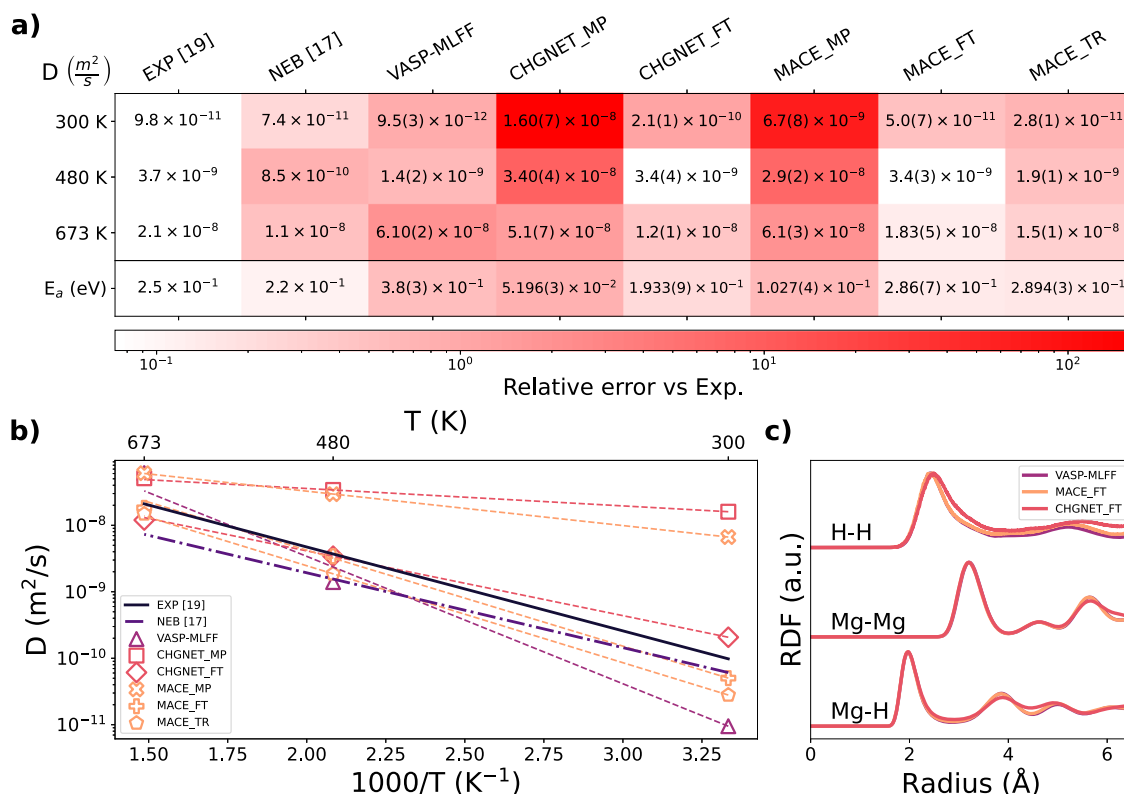 a)
D (m²/s)
EXP [19] NEB [17] VASP-MLFF CHGNET_MP CHGNET_FT MACE_MP MACE_FT MACE_TR
300 K 9.8 × 10⁻¹¹ 7.4 × 10⁻¹¹ 9.5(3) × 10⁻¹² 1.60(7) × 10⁻⁸ 2.1(1) × 10⁻¹⁰ 6.7(8) × 10⁻⁹ 5.0(7) × 10⁻¹¹ 2.8(1) × 10⁻¹¹
480 K 3.7 × 10⁻⁹ 8.5 × 10⁻¹⁰ 1.4(2) × 10⁻⁹ 3.40(4) × 10⁻⁸ 3.4(4) × 10⁻⁹ 2.9(2) × 10⁻⁸ 3.4(3) × 10⁻⁹ 1.9(1) × 10⁻⁹
673 K 2.1 × 10⁻⁸ 1.1 × 10⁻⁸ 6.10(2) × 10⁻⁸ 5.1(7) × 10⁻⁸ 1.2(1) × 10⁻⁸ 6.1(3) × 10⁻⁸ 1.83(5) × 10⁻⁸ 1.5(1) × 10⁻⁸
Eₐ (eV) 2.5 × 10⁻¹ 2.2 × 10⁻¹ 3.8(3) × 10⁻¹ 5.196(3) × 10⁻² 1.933(9) × 10⁻¹ 1.027(4) × 10⁻¹ 2.86(7) × 10⁻¹ 2.894(3) × 10⁻¹
10⁻¹ 10⁰ 10¹ 10²
Relative error vs Exp.
b)
T (K)
673 480 300
D (m²/s)
10⁻⁸
10⁻⁹
10⁻¹⁰
10⁻¹¹
EXP [19]
NEB [17]
VASP-MLFF
CHGNET_MP
CHGNET_FT
MACE_MP
MACE_FT
MACE_TR
1.50 1.75 2.00 2.25 2.50 2.75 3.00 3.25
1000/T (K⁻¹)
c)
RDF (a.u.)
VASP-MLFF
MACE_FT
CHGNET_FT
H-H
Mg-Mg
Mg-H
0 2 4 6
Radius (Å)